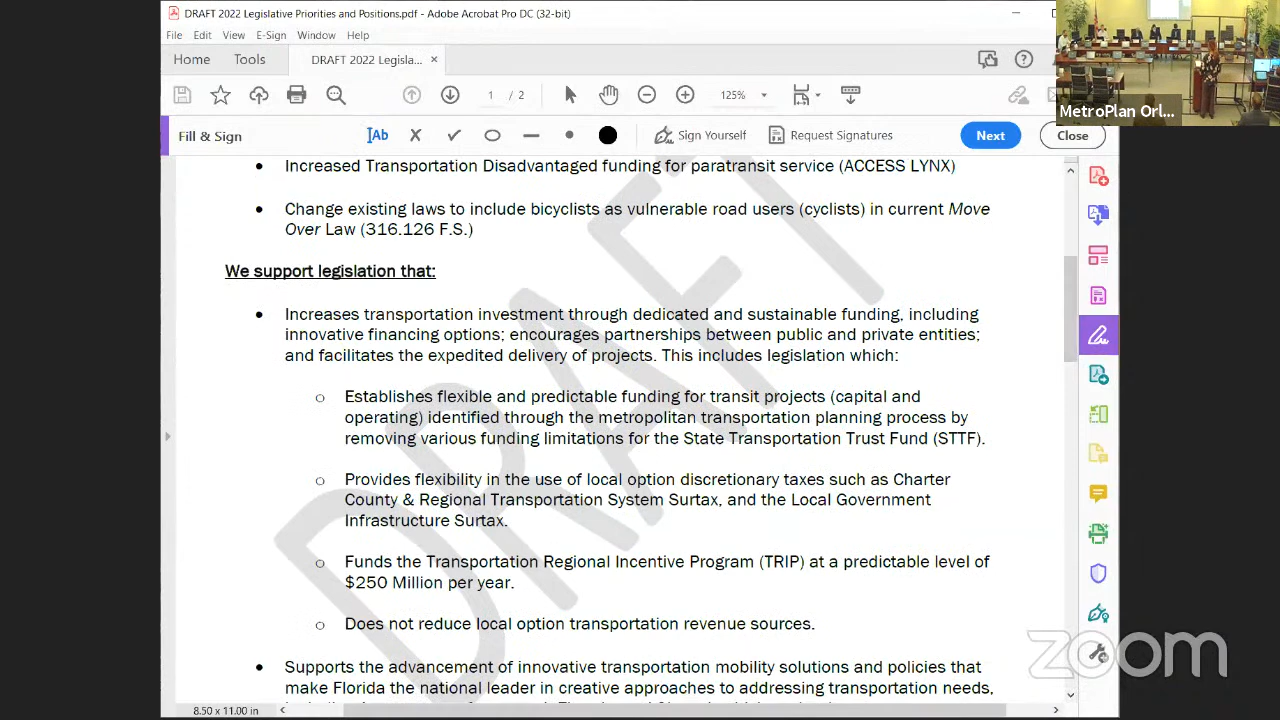 DRAFT 2022 Legislative Priorities and Positions.pdf - Adobe Acrobat Pro DC (32-bit)
File Edit View E-Sign Window Help
Home Tools DRAFT 2022 Legisla... ×
1 / 2 125%
MetroPlan Orl...
Fill & Sign Ab Sign Yourself Request Signatures Next Close
• Increased Transportation Disadvantaged funding for paratransit service (ACCESS LYNX)
• Change existing laws to include bicyclists as vulnerable road users (cyclists) in current Move
Over Law (316.126 F.S.)
We support legislation that:
• Increases transportation investment through dedicated and sustainable funding, including
innovative financing options; encourages partnerships between public and private entities;
and facilitates the expedited delivery of projects. This includes legislation which:
o Establishes flexible and predictable funding for transit projects (capital and
operating) identified through the metropolitan transportation planning process by
removing various funding limitations for the State Transportation Trust Fund (STTF).
o Provides flexibility in the use of local option discretionary taxes such as Charter
County & Regional Transportation System Surtax, and the Local Government
Infrastructure Surtax.
o Funds the Transportation Regional Incentive Program (TRIP) at a predictable level of
$250 Million per year.
o Does not reduce local option transportation revenue sources.
• Supports the advancement of innovative transportation mobility solutions and policies that
make Florida the national leader in creative approaches to addressing transportation needs,
DRAFT
zoom
8.50 x 11.00 in